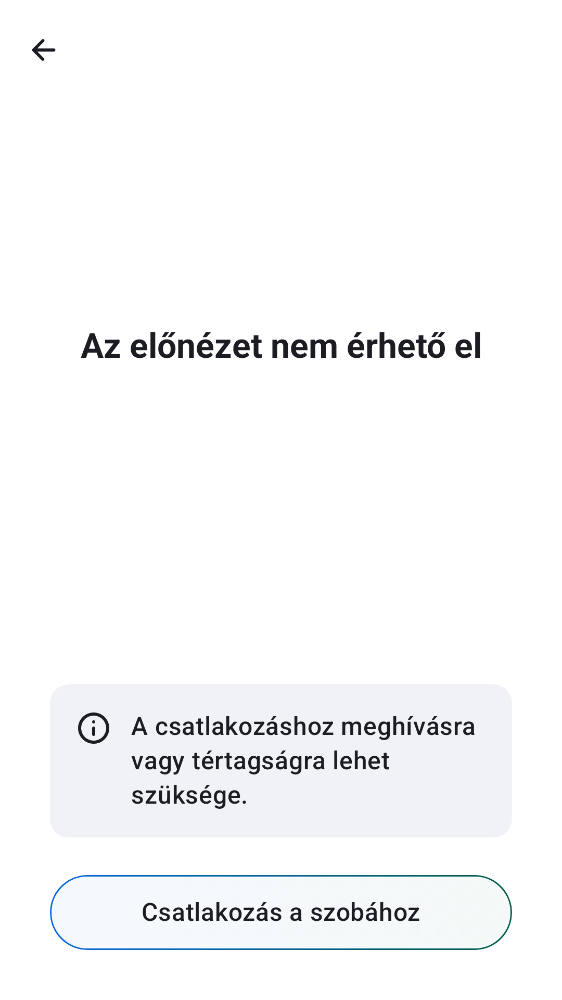 Az előnézet nem érhető el
A csatlakozáshoz meghívásra
vagy tértagságra lehet
szüksége.
Csatlakozás a szobához